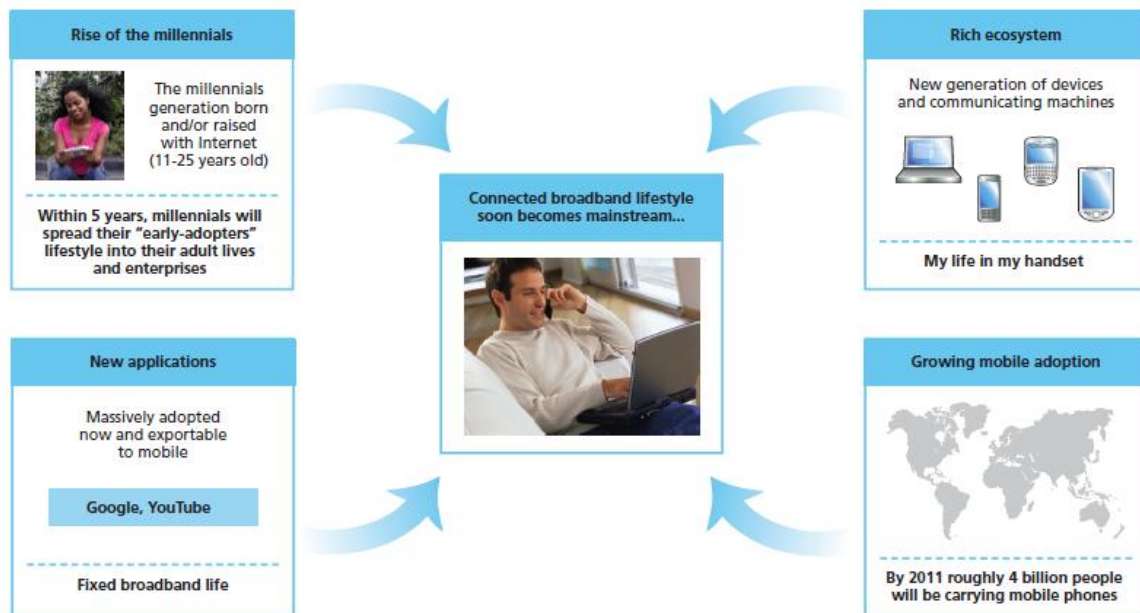 Rise of the millennials
The millennials
generation born
and/or raised
with Internet
(11-25 years old)
Within 5 years, millennials will
spread their “early-adopters”
lifestyle into their adult lives
and enterprises
Rich ecosystem
New generation of devices
and communicating machines
My life in my handset
Connected broadband lifestyle
soon becomes mainstream...
New applications
Massively adopted
now and exportable
to mobile
Google, YouTube
Fixed broadband life
Growing mobile adoption
By 2011 roughly 4 billion people
will be carrying mobile phones